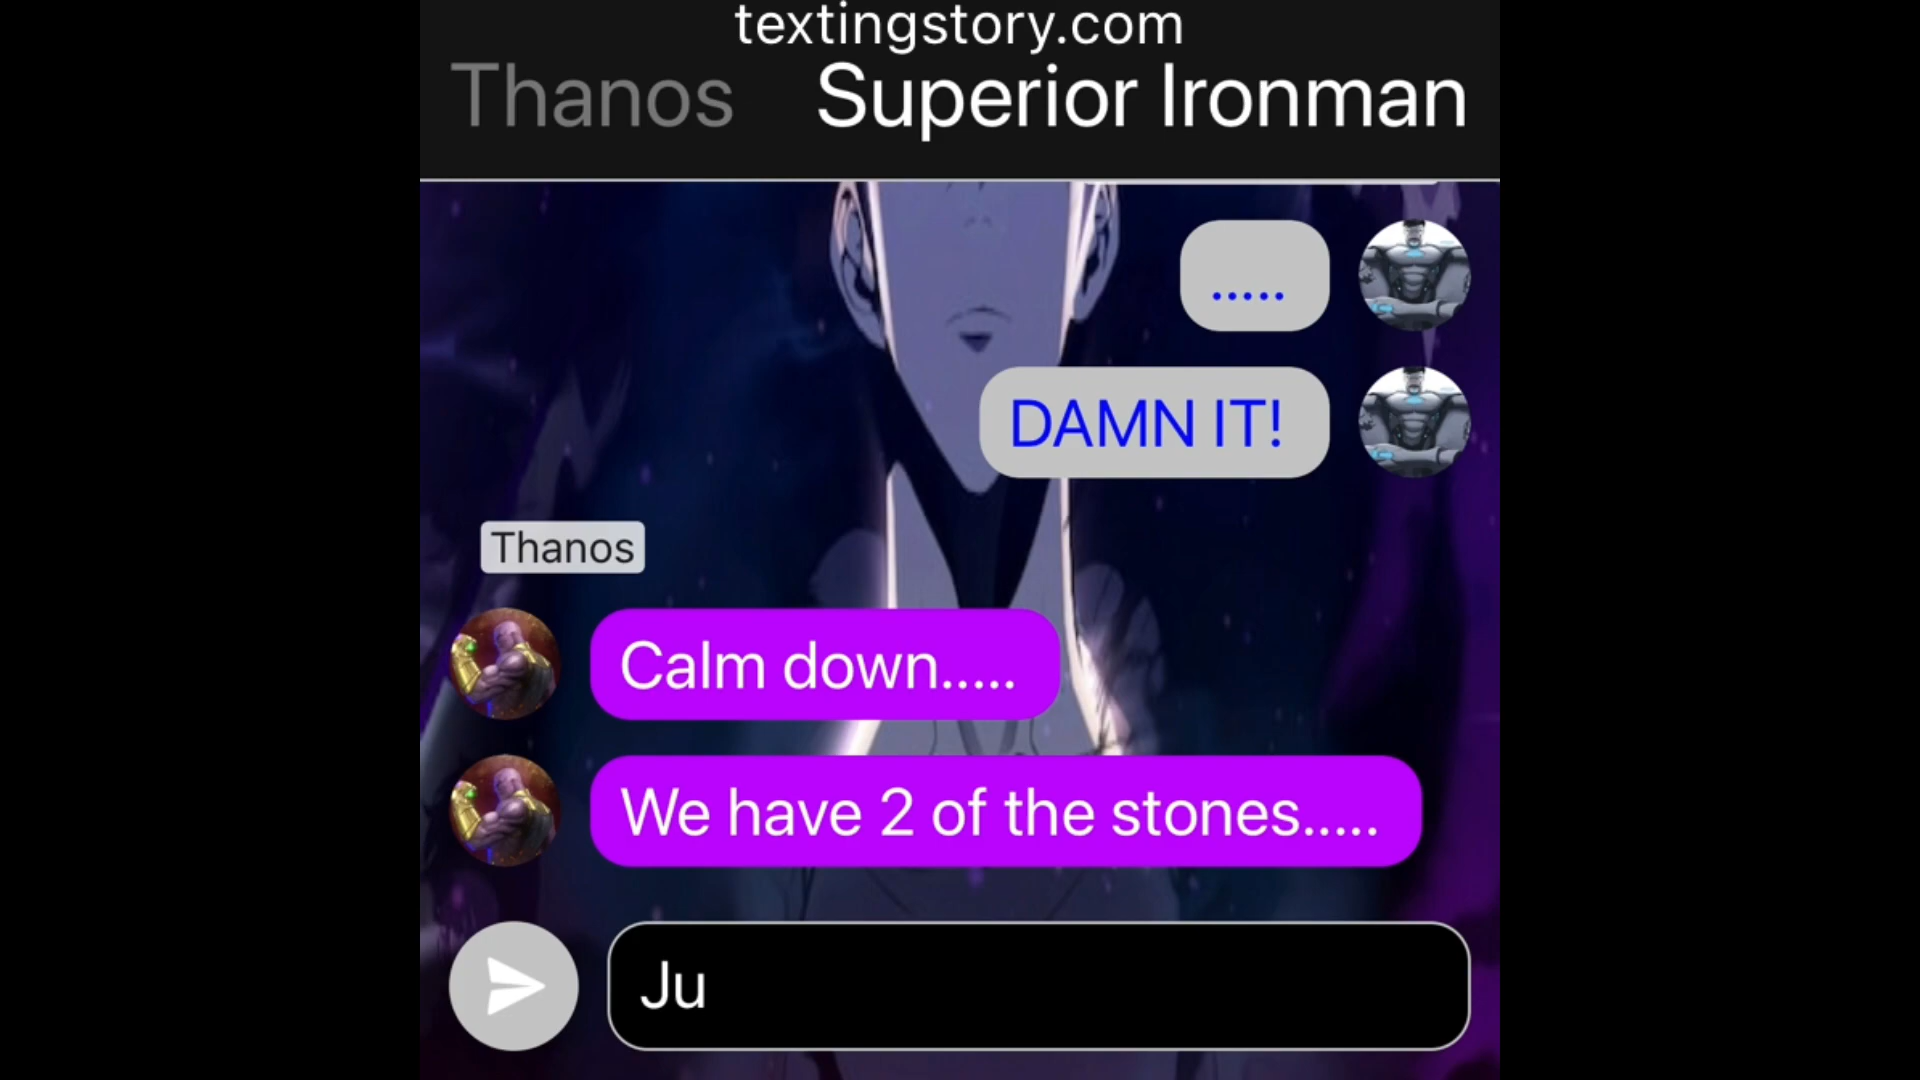 textingstory.com
Thanos Superior Ironman
.....
DAMN IT!
Thanos
Calm down.....
We have 2 of the stones.....
Ju